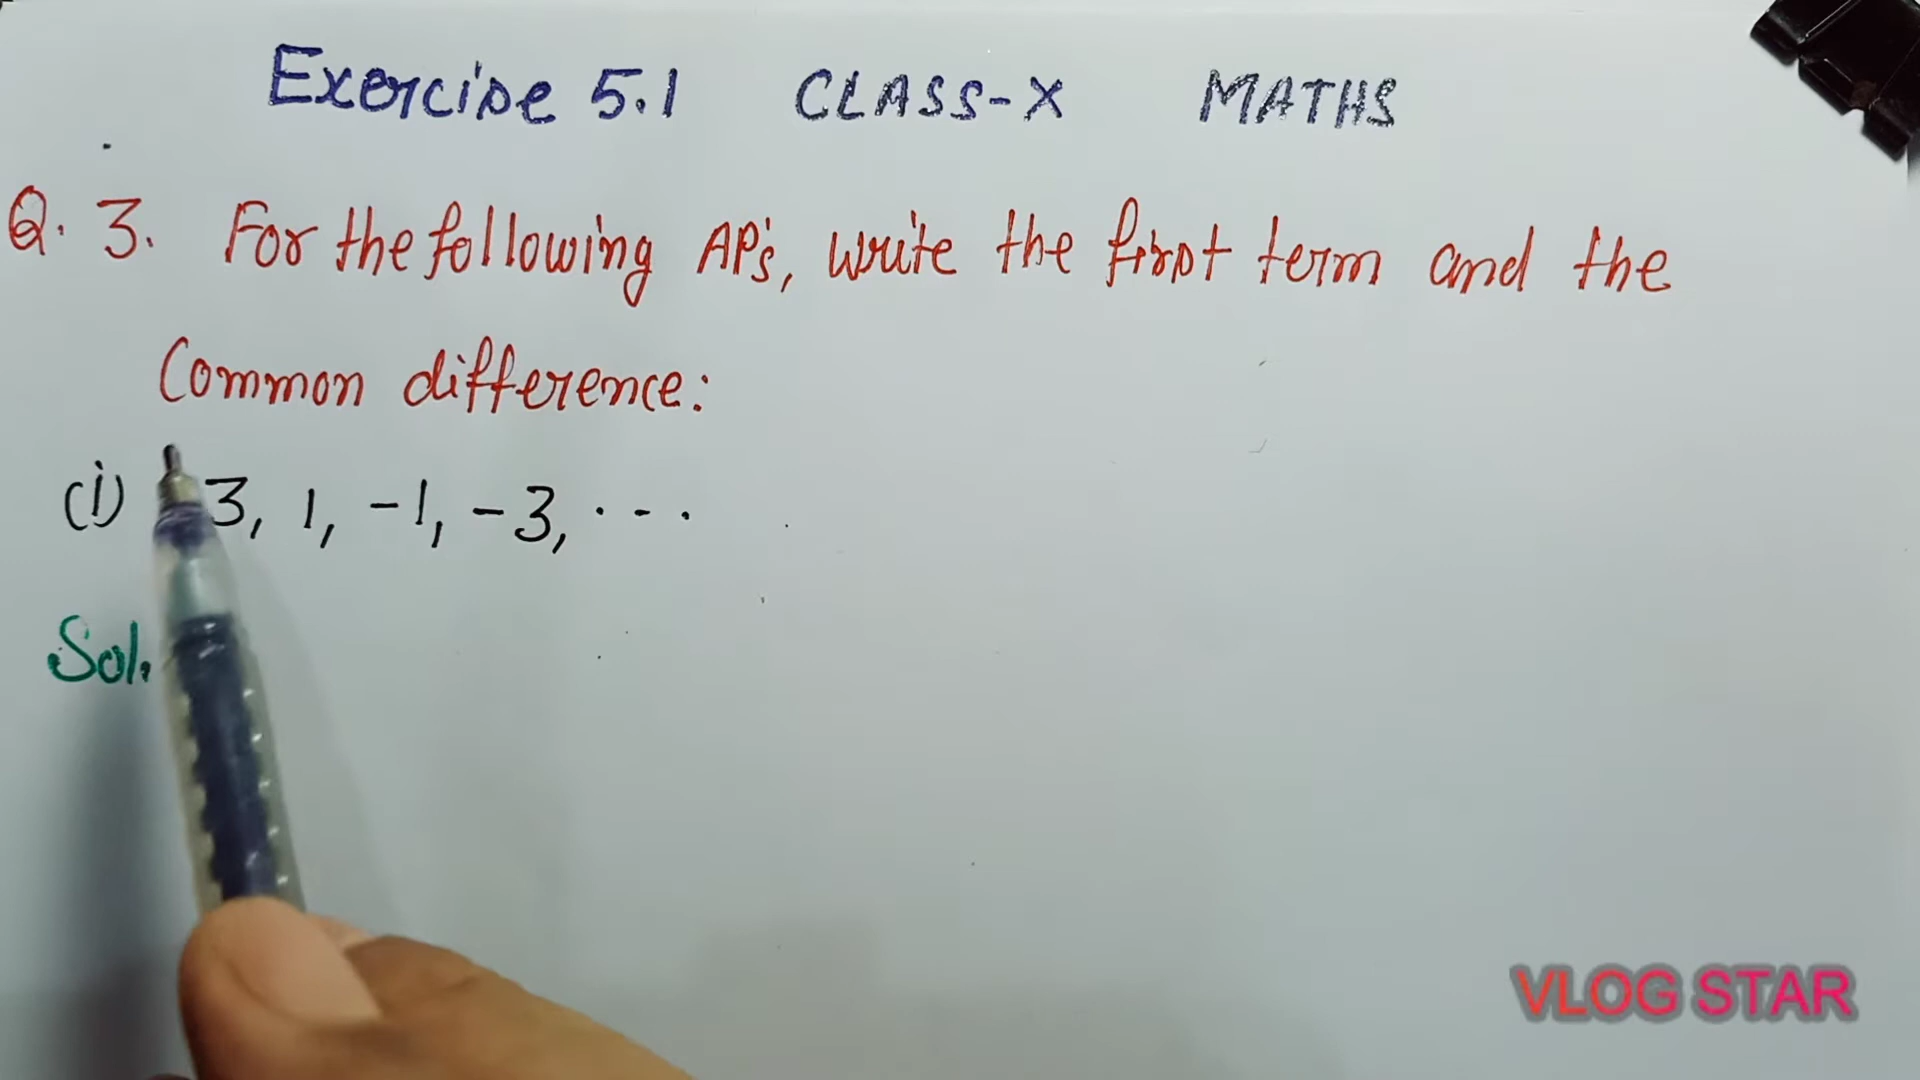 Exercise 5.1 CLASS-X MATHS
Q. 3. For the following AP's, write the first term and the
Common difference:
(i) 3, 1, -1, -3, ...
Sol.
VLOG STAR